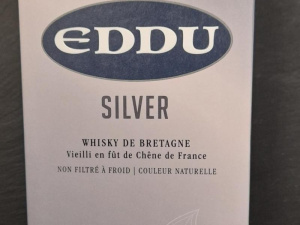 EDDU
SILVER
WHISKY DE BRETAGNE
Vieilli en fût de Chêne de France
NON FILTRÉ À FROID | COULEUR NATURELLE